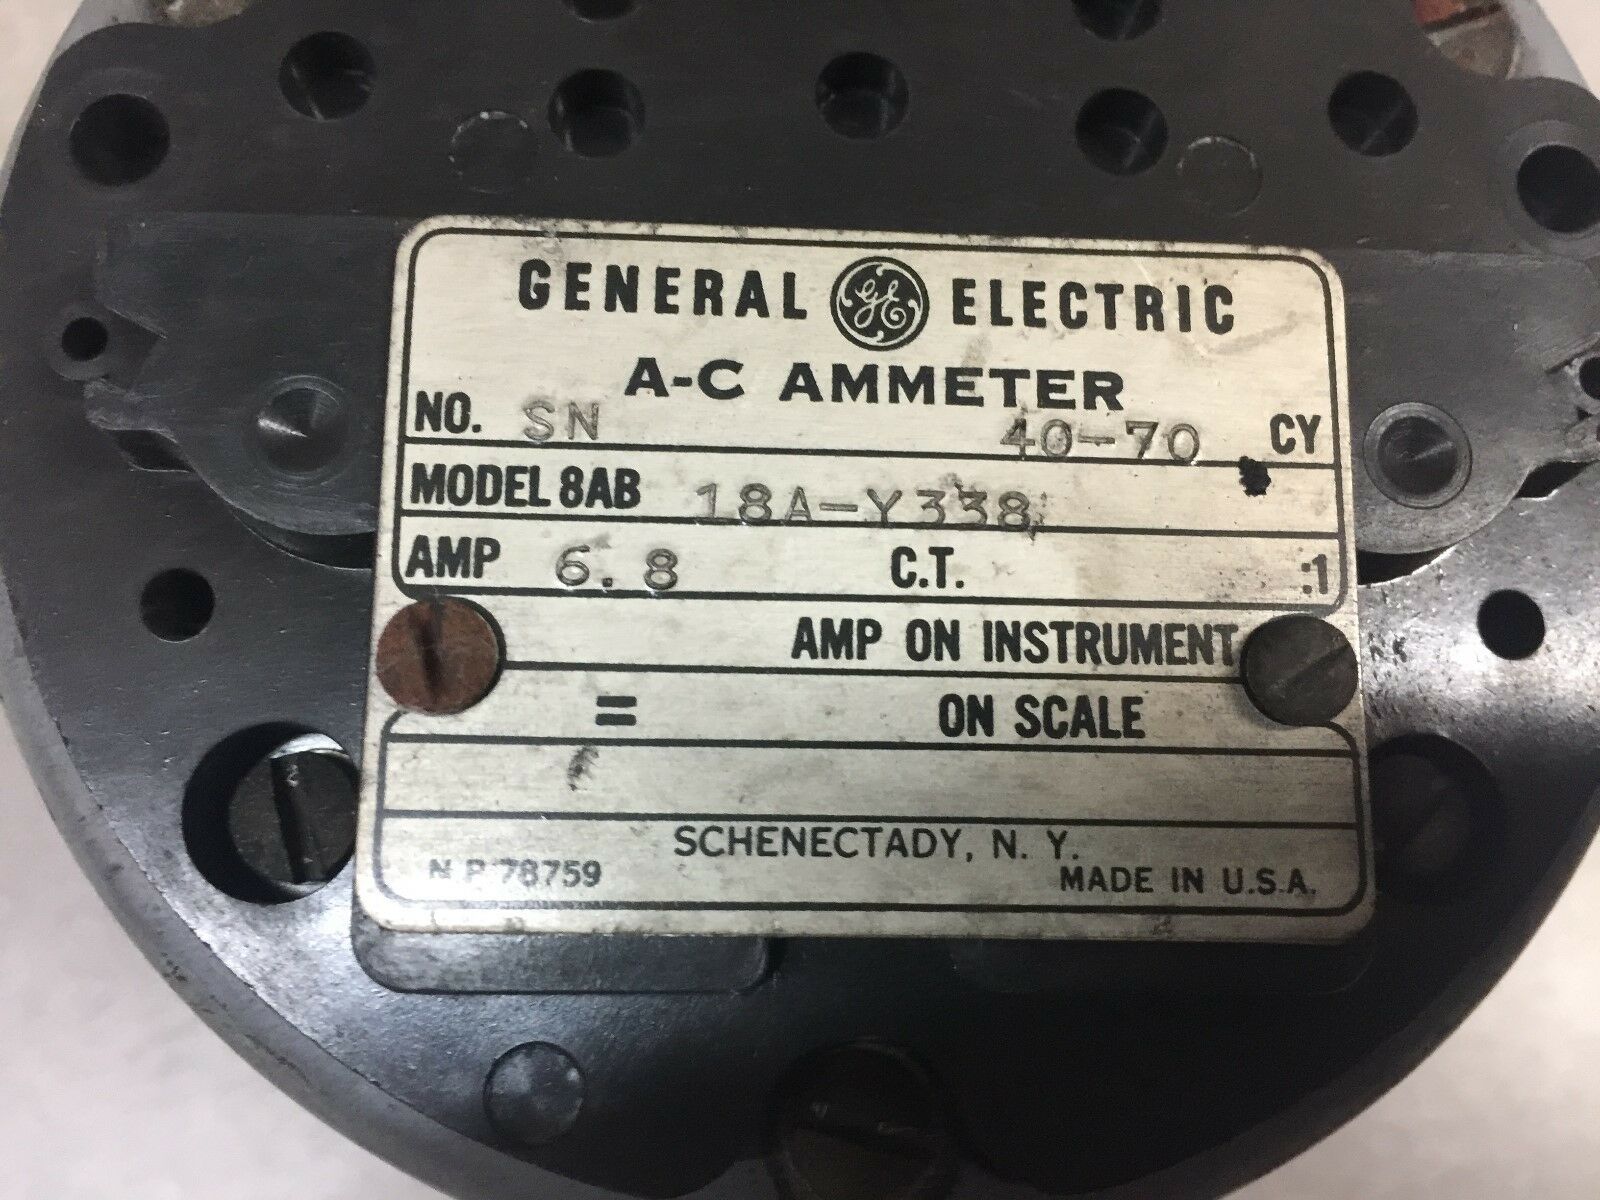 GENERAL GE ELECTRIC
A-C AMMETER
NO. SN 40-70 CY
MODEL 8AB 18A-Y338
AMP 6.8 C.T. :1
AMP ON INSTRUMENT
= ON SCALE
SCHENECTADY, N. Y.
N.P. 78759 MADE IN U.S.A.